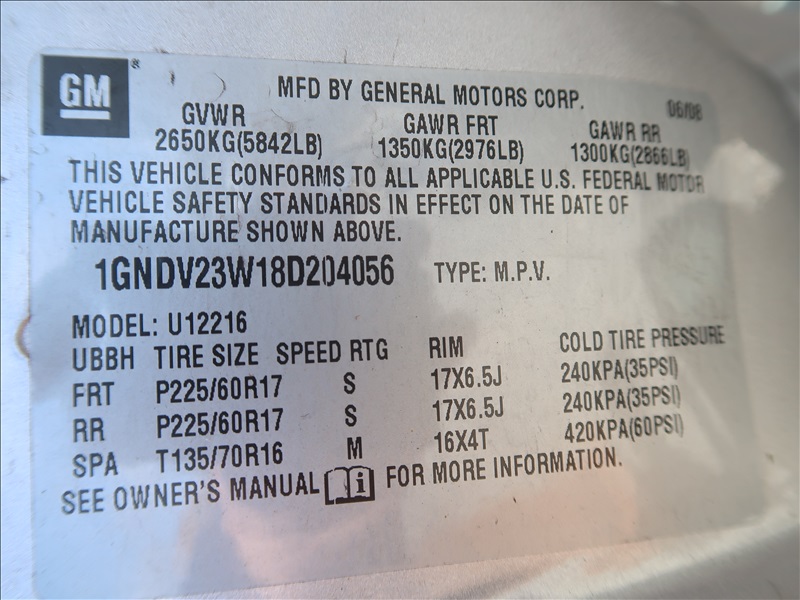 GM
MFD BY GENERAL MOTORS CORP. 06/08
GVWR GAWR FRT GAWR RR
2650KG(5842LB) 1350KG(2976LB) 1300KG(2866LB)
THIS VEHICLE CONFORMS TO ALL APPLICABLE U.S. FEDERAL MOTOR
VEHICLE SAFETY STANDARDS IN EFFECT ON THE DATE OF
MANUFACTURE SHOWN ABOVE.
1GNDV23W18D204056 TYPE: M.P.V.
MODEL: U12216
UBBH TIRE SIZE SPEED RTG RIM COLD TIRE PRESSURE
FRT P225/60R17 S 17X6.5J 240KPA(35PSI)
RR P225/60R17 S 17X6.5J 240KPA(35PSI)
SPA T135/70R16 M 16X4T 420KPA(60PSI)
SEE OWNER'S MANUAL i FOR MORE INFORMATION.